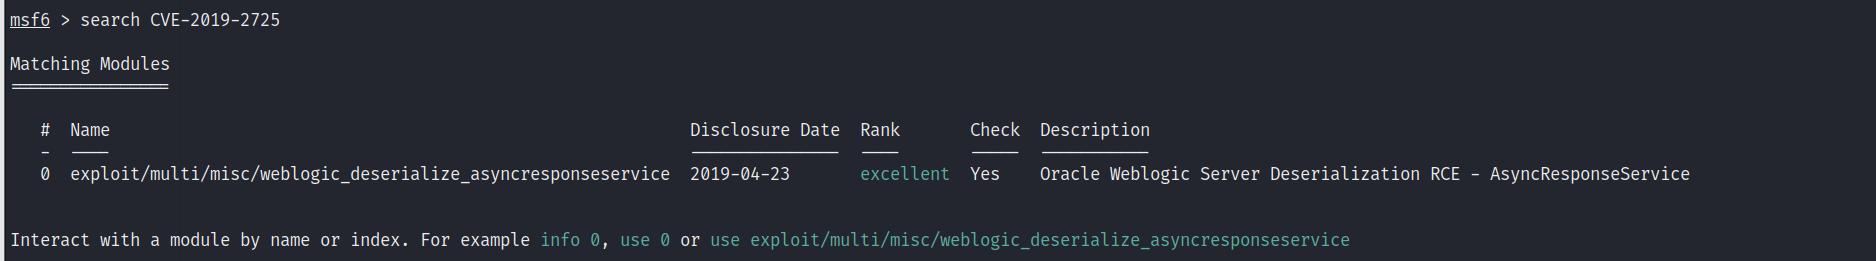 msf6 > search CVE-2019-2725
Matching Modules
================
# Name Disclosure Date Rank Check Description
- ---- --------------- ---- ----- -----------
0 exploit/multi/misc/weblogic_deserialize_asyncresponseservice 2019-04-23 excellent Yes Oracle Weblogic Server Deserialization RCE - AsyncResponseService
Interact with a module by name or index. For example info 0, use 0 or use exploit/multi/misc/weblogic_deserialize_asyncresponseservice